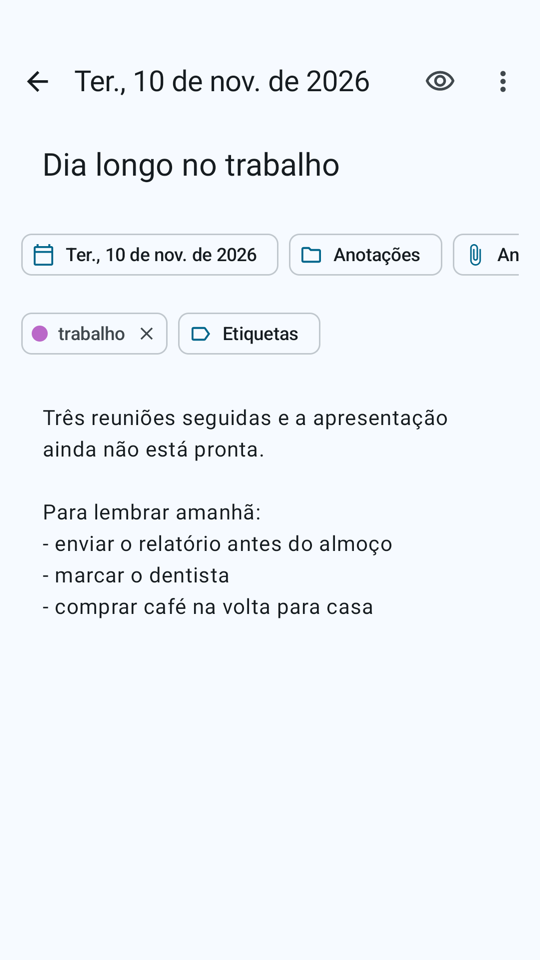 Ter., 10 de nov. de 2026
Dia longo no trabalho
Ter., 10 de nov. de 2026
Anotações
An
trabalho
Etiquetas
Três reuniões seguidas e a apresentação
ainda não está pronta.
Para lembrar amanhã:
- enviar o relatório antes do almoço
- marcar o dentista
- comprar café na volta para casa